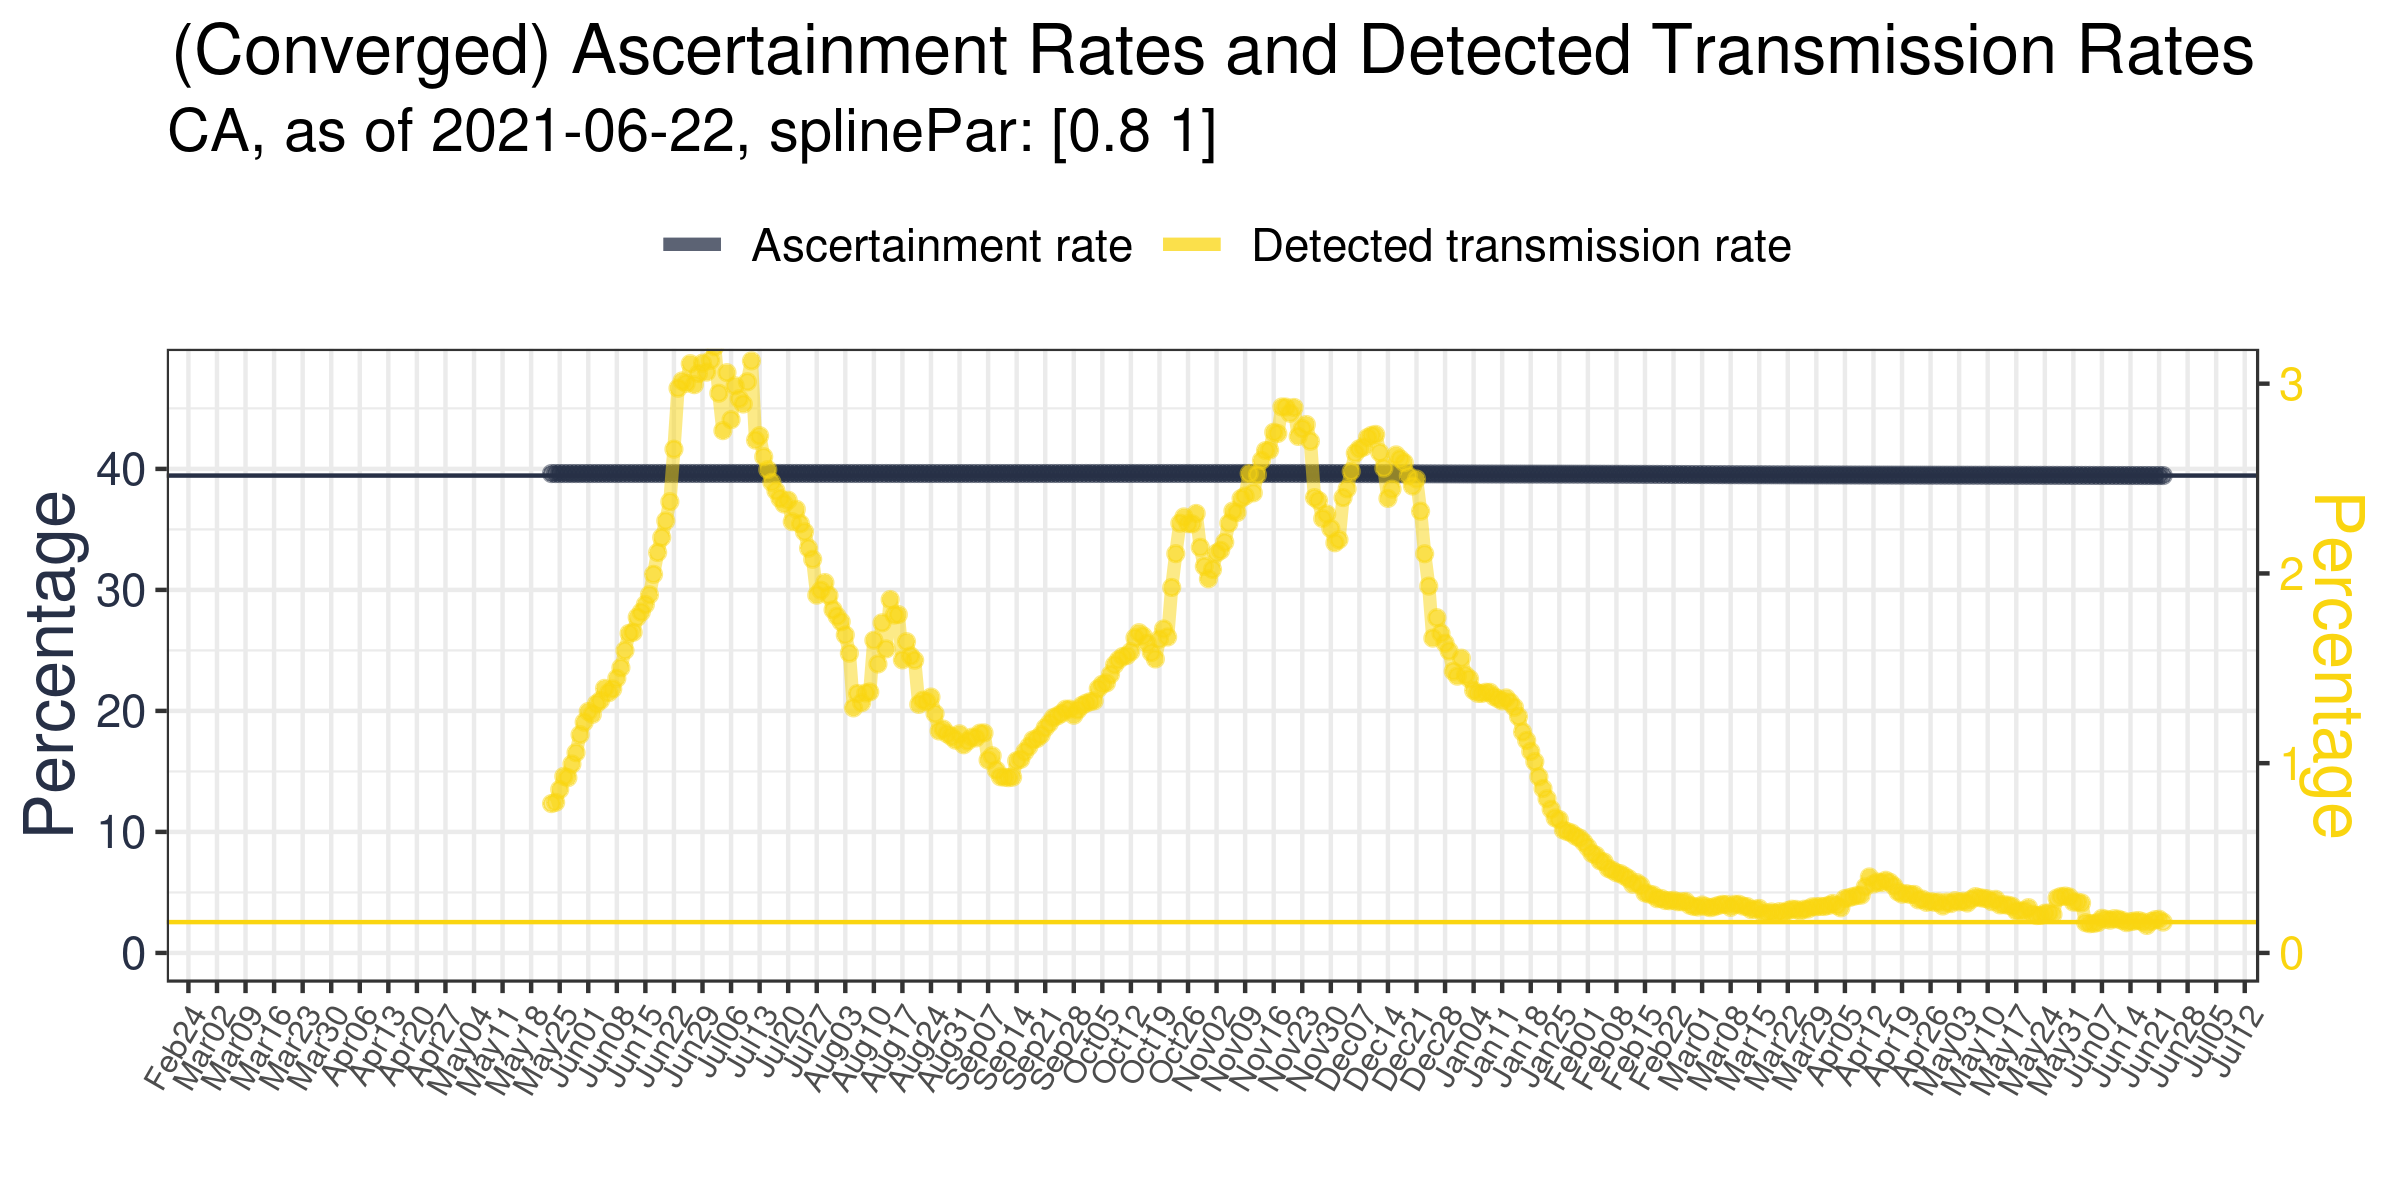 (Converged) Ascertainment Rates and Detected Transmission Rates
CA, as of 2021-06-22, splinePar: [0.8 1]
Ascertainment rate
Detected transmission rate
Percentage
40
30
20
10
0
3
2
1
0
Percentage
Feb24
Mar02
Mar09
Mar16
Mar23
Mar30
Apr06
Apr13
Apr20
Apr27
May04
May11
May18
May25
Jun01
Jun08
Jun15
Jun22
Jun29
Jul06
Jul13
Jul20
Jul27
Aug03
Aug10
Aug17
Aug24
Aug31
Sep07
Sep14
Sep21
Sep28
Oct05
Oct12
Oct19
Oct26
Nov02
Nov09
Nov16
Nov23
Nov30
Dec07
Dec14
Dec21
Dec28
Jan04
Jan11
Jan18
Jan25
Feb01
Feb08
Feb15
Feb22
Mar01
Mar08
Mar15
Mar22
Mar29
Apr05
Apr12
Apr19
Apr26
May03
May10
May17
May24
May31
Jun07
Jun14
Jun21
Jun28
Jul05
Jul12